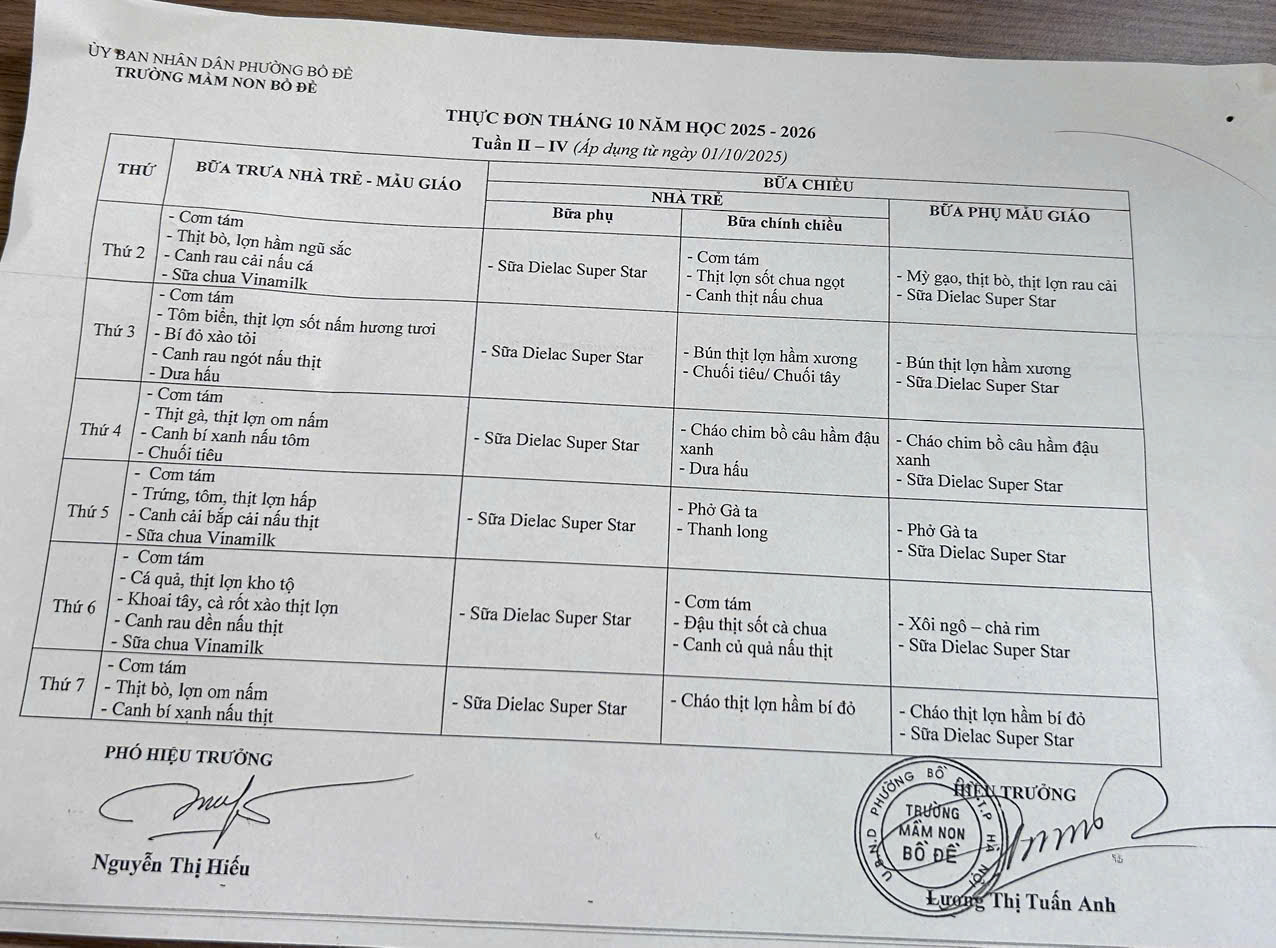 ỦY BAN NHÂN DÂN PHƯỜNG BỒ ĐỀ
TRƯỜNG MẦM NON BỒ ĐỀ
THỰC ĐƠN THÁNG 10 NĂM HỌC 2025 - 2026
Tuần II – IV (Áp dụng từ ngày 01/10/2025)
THỨ
BỮA TRƯA NHÀ TRẺ - MẪU GIÁO
BỮA CHIỀU
NHÀ TRẺ
BỮA PHỤ MẪU GIÁO
Bữa phụ
Bữa chính chiều
Thứ 2
- Cơm tám
- Thịt bò, lợn hầm ngũ sắc
- Canh rau cải nấu cá
- Sữa chua Vinamilk
- Sữa Dielac Super Star
- Cơm tám
- Thịt lợn sốt chua ngọt
- Canh thịt nấu chua
- Mỳ gạo, thịt bò, thịt lợn rau cải
- Sữa Dielac Super Star
Thứ 3
- Cơm tám
- Tôm biển, thịt lợn sốt nấm hương tươi
- Bí đỏ xào tỏi
- Canh rau ngót nấu thịt
- Dưa hấu
- Sữa Dielac Super Star
- Bún thịt lợn hầm xương
- Chuối tiêu/ Chuối tây
- Bún thịt lợn hầm xương
- Sữa Dielac Super Star
Thứ 4
- Cơm tám
- Thịt gà, thịt lợn om nấm
- Canh bí xanh nấu tôm
- Chuối tiêu
- Sữa Dielac Super Star
- Cháo chim bồ câu hầm đậu
xanh
- Dưa hấu
- Cháo chim bồ câu hầm đậu
xanh
- Sữa Dielac Super Star
Thứ 5
- Cơm tám
- Trứng, tôm, thịt lợn hấp
- Canh cải bắp cải nấu thịt
- Sữa chua Vinamilk
- Sữa Dielac Super Star
- Phở Gà ta
- Thanh long
- Phở Gà ta
- Sữa Dielac Super Star
Thứ 6
- Cơm tám
- Cá quả, thịt lợn kho tộ
- Khoai tây, cà rốt xào thịt lợn
- Canh rau dền nấu thịt
- Sữa chua Vinamilk
- Sữa Dielac Super Star
- Cơm tám
- Đậu thịt sốt cà chua
- Canh củ quả nấu thịt
- Xôi ngô – chả rim
- Sữa Dielac Super Star
Thứ 7
- Cơm tám
- Thịt bò, lợn om nấm
- Canh bí xanh nấu thịt
- Sữa Dielac Super Star
- Cháo thịt lợn hầm bí đỏ
- Cháo thịt lợn hầm bí đỏ
- Sữa Dielac Super Star
PHÓ HIỆU TRƯỞNG
Nguyễn Thị Hiếu
HIỆU TRƯỞNG
U.B.N.D PHƯỜNG BỒ ĐỀ T.P HÀ NỘI
TRƯỜNG
MẦM NON
BỒ ĐỀ
Lương Thị Tuấn Anh